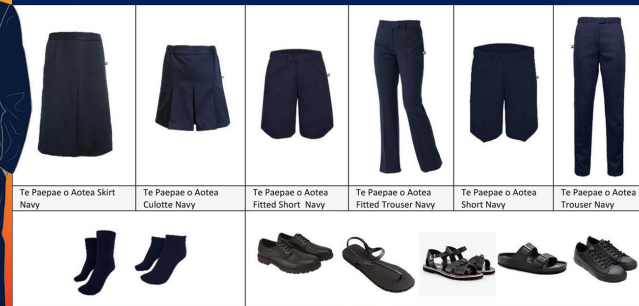 Te Paepae o Aotea Skirt
Navy
Te Paepae o Aotea
Culotte Navy
Te Paepae o Aotea
Fitted Short Navy
Te Paepae o Aotea
Fitted Trouser Navy
Te Paepae o Aotea
Short Navy
Te Paepae o Aotea
Trouser Navy